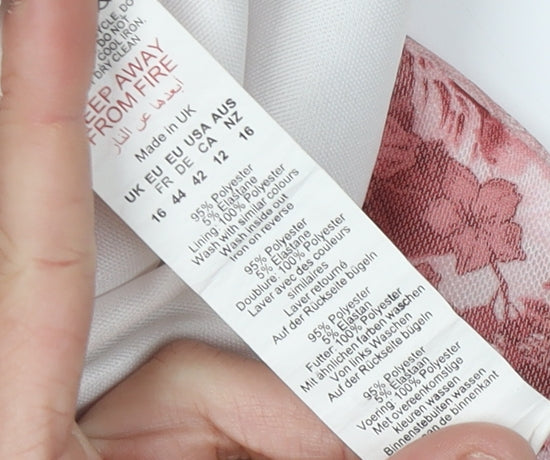 CYCLE DO
COOL IRON.
DRY CLEAN.
KEEP AWAY
FROM FIRE
أبعدها عن النار
Made in UK
UK EU EU USA AUS
FR DE CA NZ
16 44 42 12 16
95% Polyester
5% Elastane
Lining: 100% Polyester
Wash with similar colours
Wash inside out
Iron on reverse
95% Polyester
5% Elastane
Doublure: 100% Polyester
Laver avec des couleurs
similaires
Laver retourné
Auf der Rückseite bügeln
95% Polyester
5% Elastan
Futter: 100% Polyester
Mit ähnlichen farben waschen
Von links Waschen
Auf der Rückseite bügeln
95% Polyester
5% Elastaan
Voering: 100% Polyester
Met overeenkomstige
kleuren wassen
Binnenstebuiten wassen
aan de binnenkant